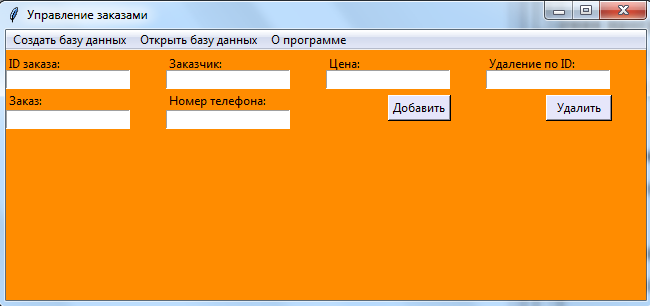 Управление заказами
Создать базу данных Открыть базу данных О программе
ID заказа: Заказчик: Цена: Удаление по ID:
Заказ: Номер телефона: Добавить Удалить